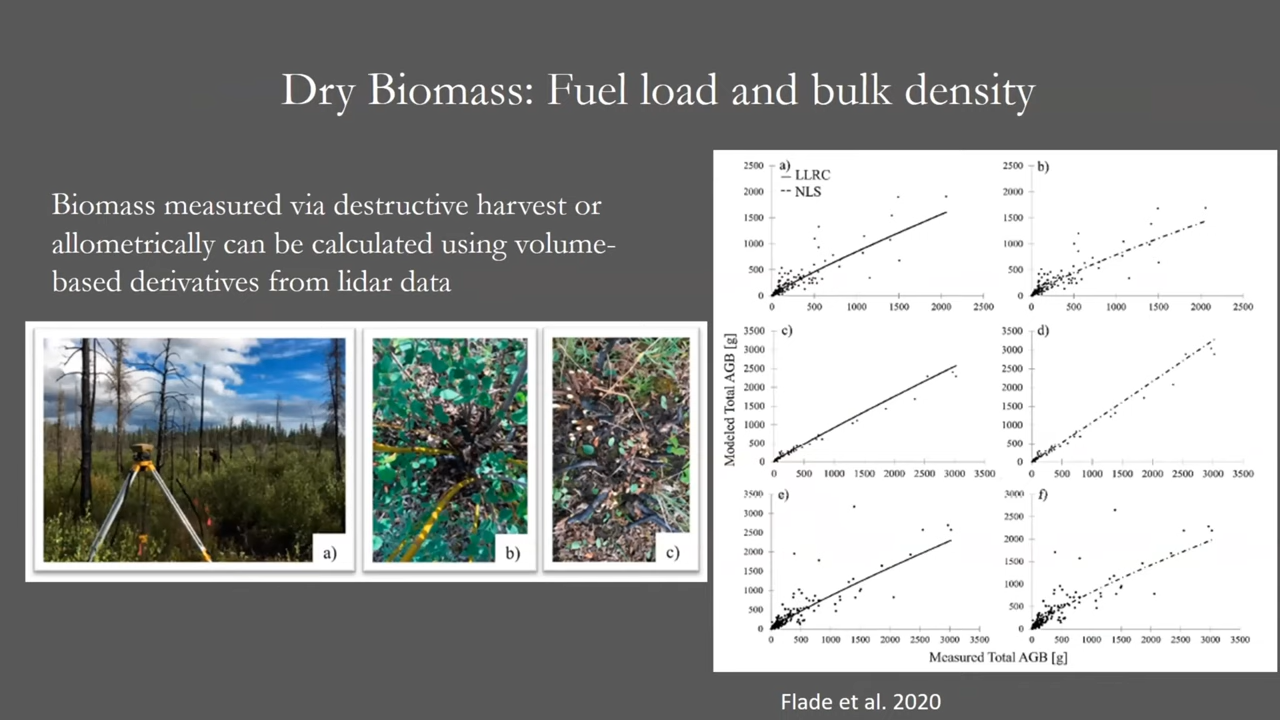 Dry Biomass: Fuel load and bulk density
Biomass measured via destructive harvest or
allometrically can be calculated using volume-
based derivatives from lidar data
a)
b)
c)
a)
— LLRC
-- NLS
2500
2000
1500
1000
500
0
0 500 1000 1500 2000 2500
b)
2500
2000
1500
1000
500
0
0 500 1000 1500 2000 2500
c)
3500
3000
2500
2000
1500
1000
500
0
0 500 1000 1500 2000 2500 3000 3500
d)
3500
3000
2500
2000
1500
1000
500
0
0 500 1000 1500 2000 2500 3000 3500
e)
3500
3000
2500
2000
1500
1000
500
0
0 500 1000 1500 2000 2500 3000 3500
f)
3000
2500
2000
1500
1000
500
0
0 500 1000 1500 2000 2500 3000 3500
Modeled Total AGB [g]
Measured Total AGB [g]
Flade et al. 2020